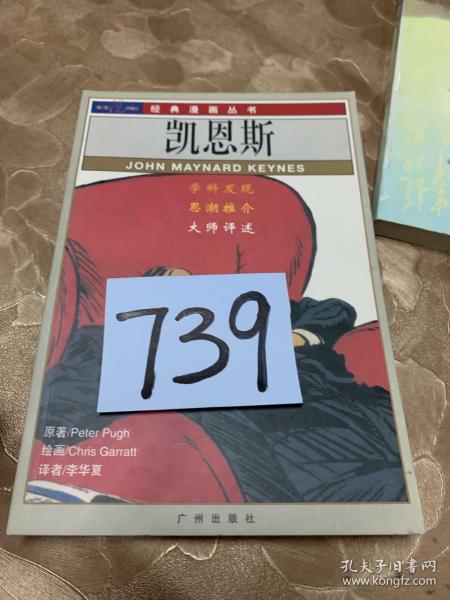 经典漫画丛书
凯恩斯
JOHN MAYNARD KEYNES
学科发现
思潮推介
大师评述
739
原著/Peter Pugh
绘画/Chris Garratt
译者/李华夏
广州出版社
孔夫子旧书网
www.kongfz.com